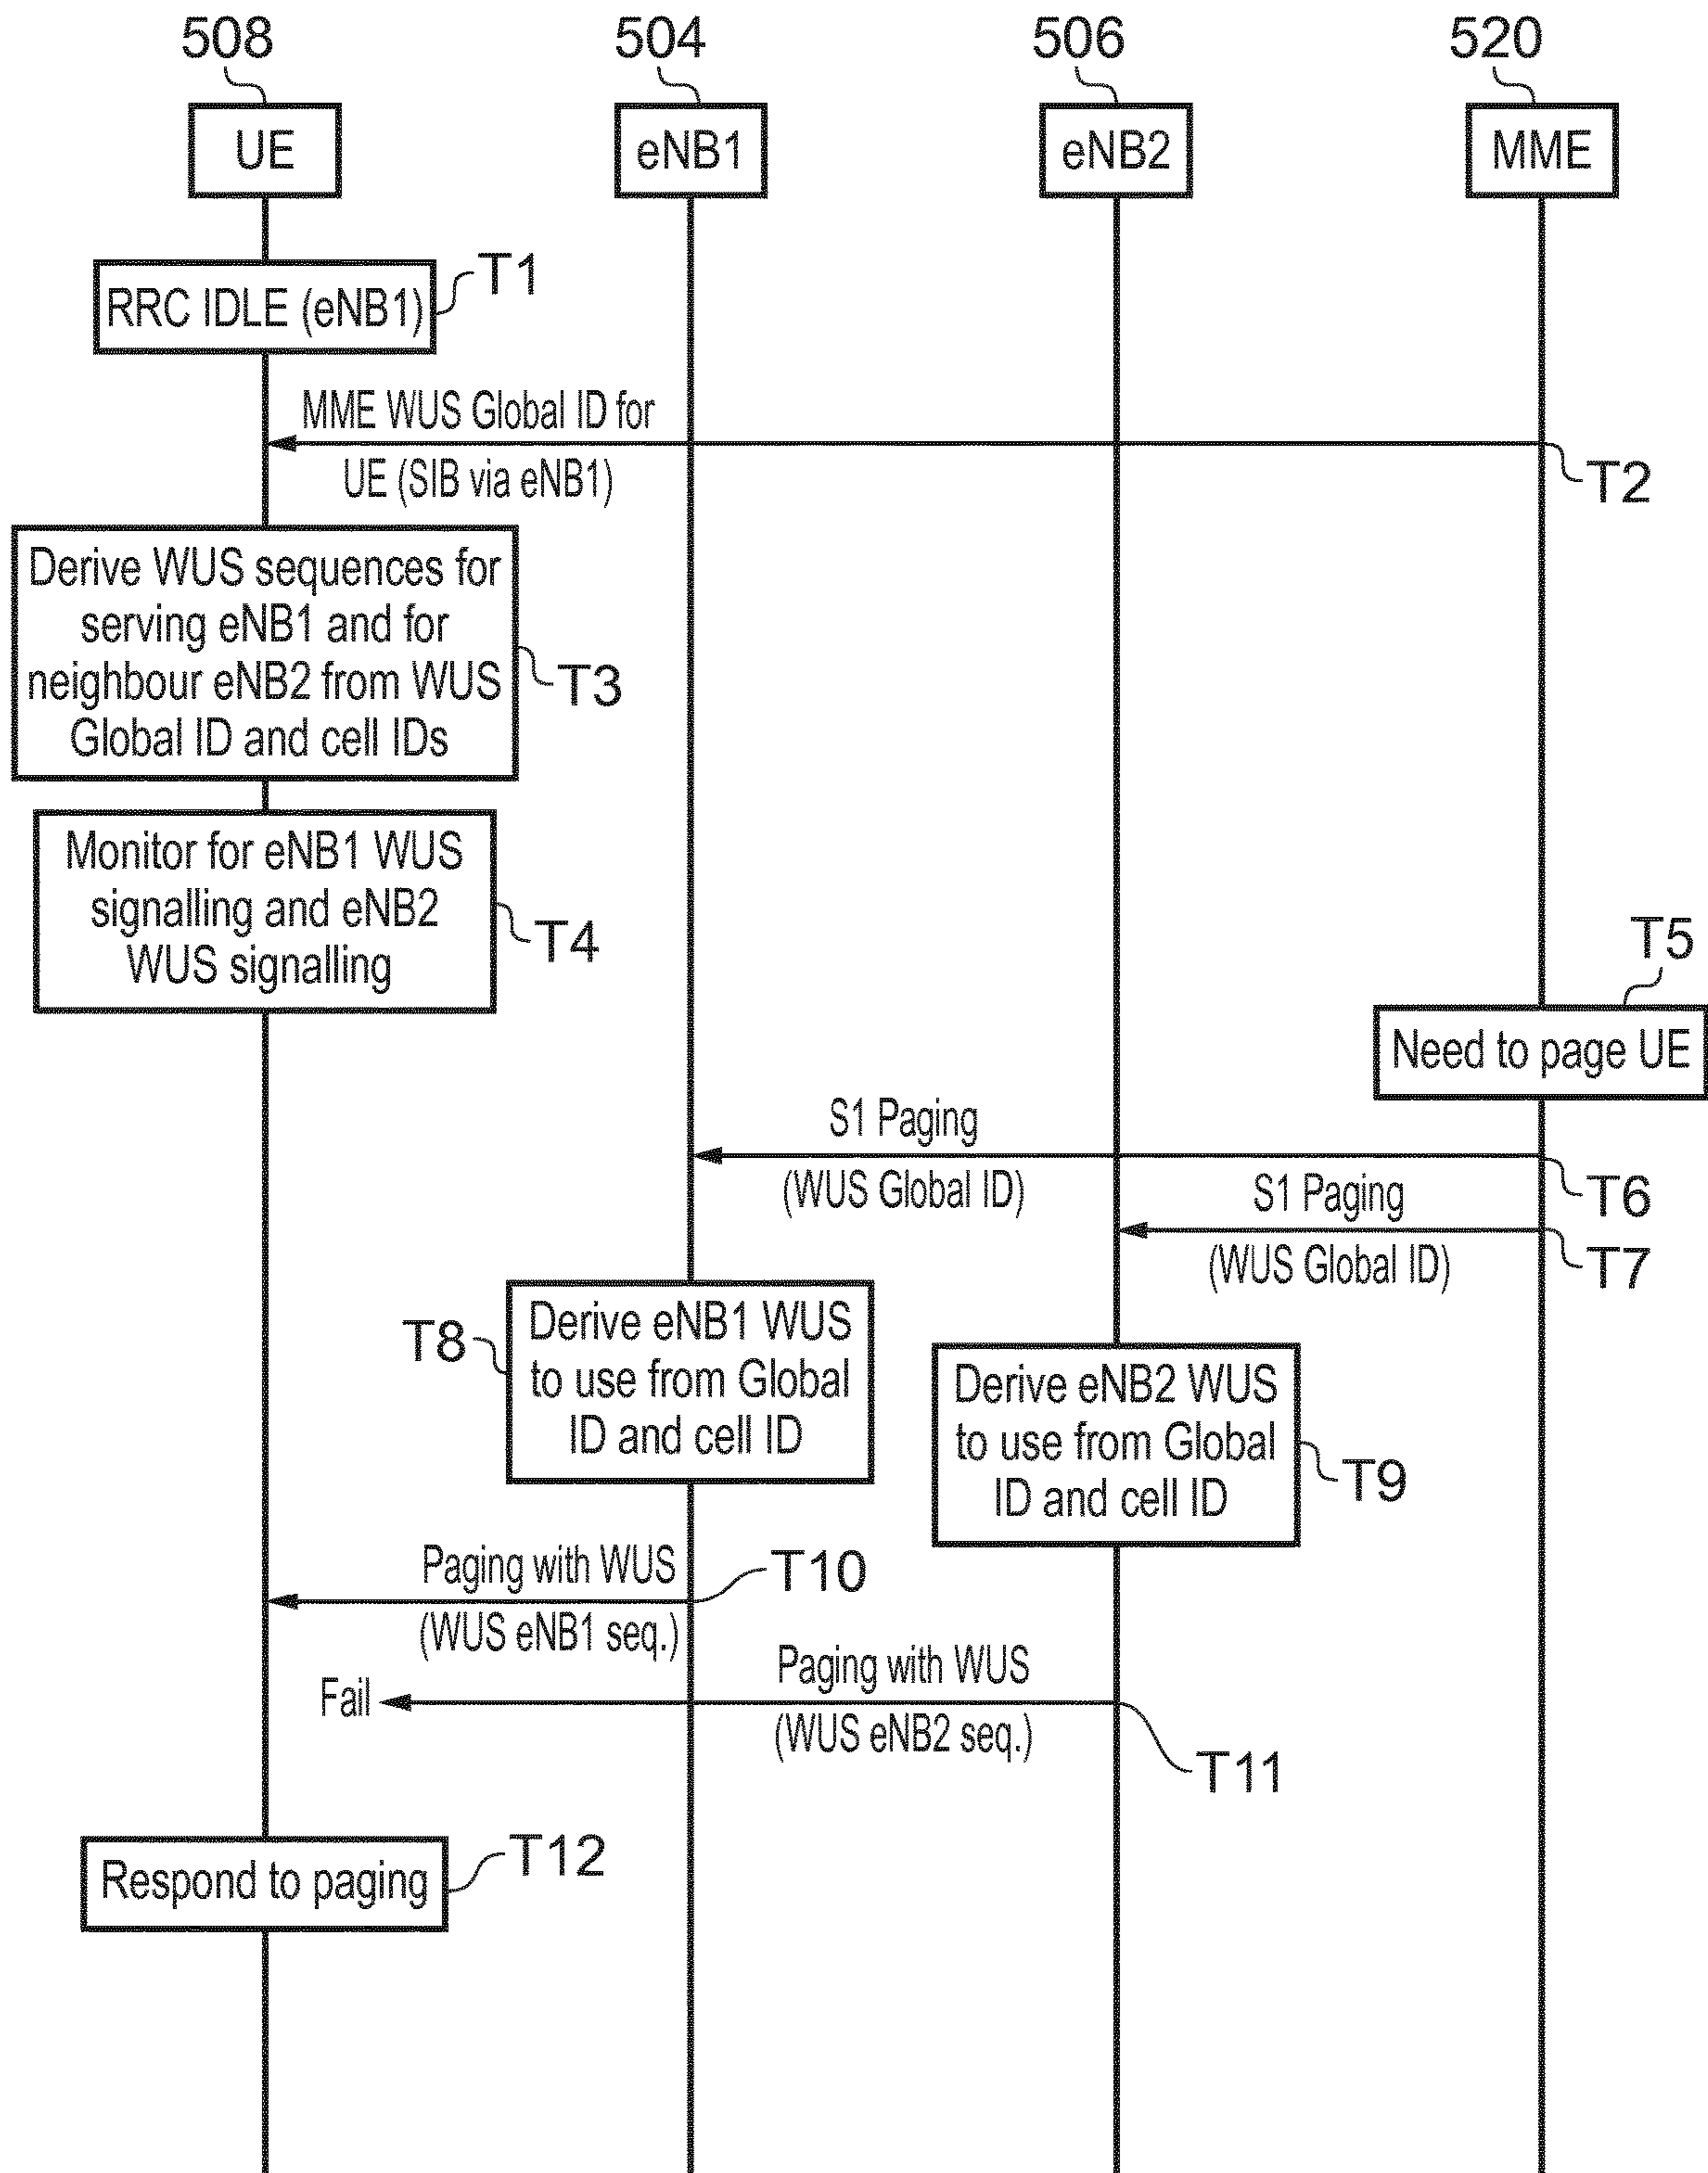 508
504
506
520
UE
eNB1
eNB2
MME
RRC IDLE (eNB1)
T1
MME WUS Global ID for
UE (SIB via eNB1)
T2
Derive WUS sequences for
serving eNB1 and for
neighbour eNB2 from WUS
Global ID and cell IDs
T3
Monitor for eNB1 WUS
signalling and eNB2
WUS signalling
T4
T5
Need to page UE
S1 Paging
(WUS Global ID)
T6
S1 Paging
(WUS Global ID)
T7
T8
Derive eNB1 WUS
to use from Global
ID and cell ID
Derive eNB2 WUS
to use from Global
ID and cell ID
T9
Paging with WUS
(WUS eNB1 seq.)
T10
Fail
Paging with WUS
(WUS eNB2 seq.)
T11
Respond to paging
T12